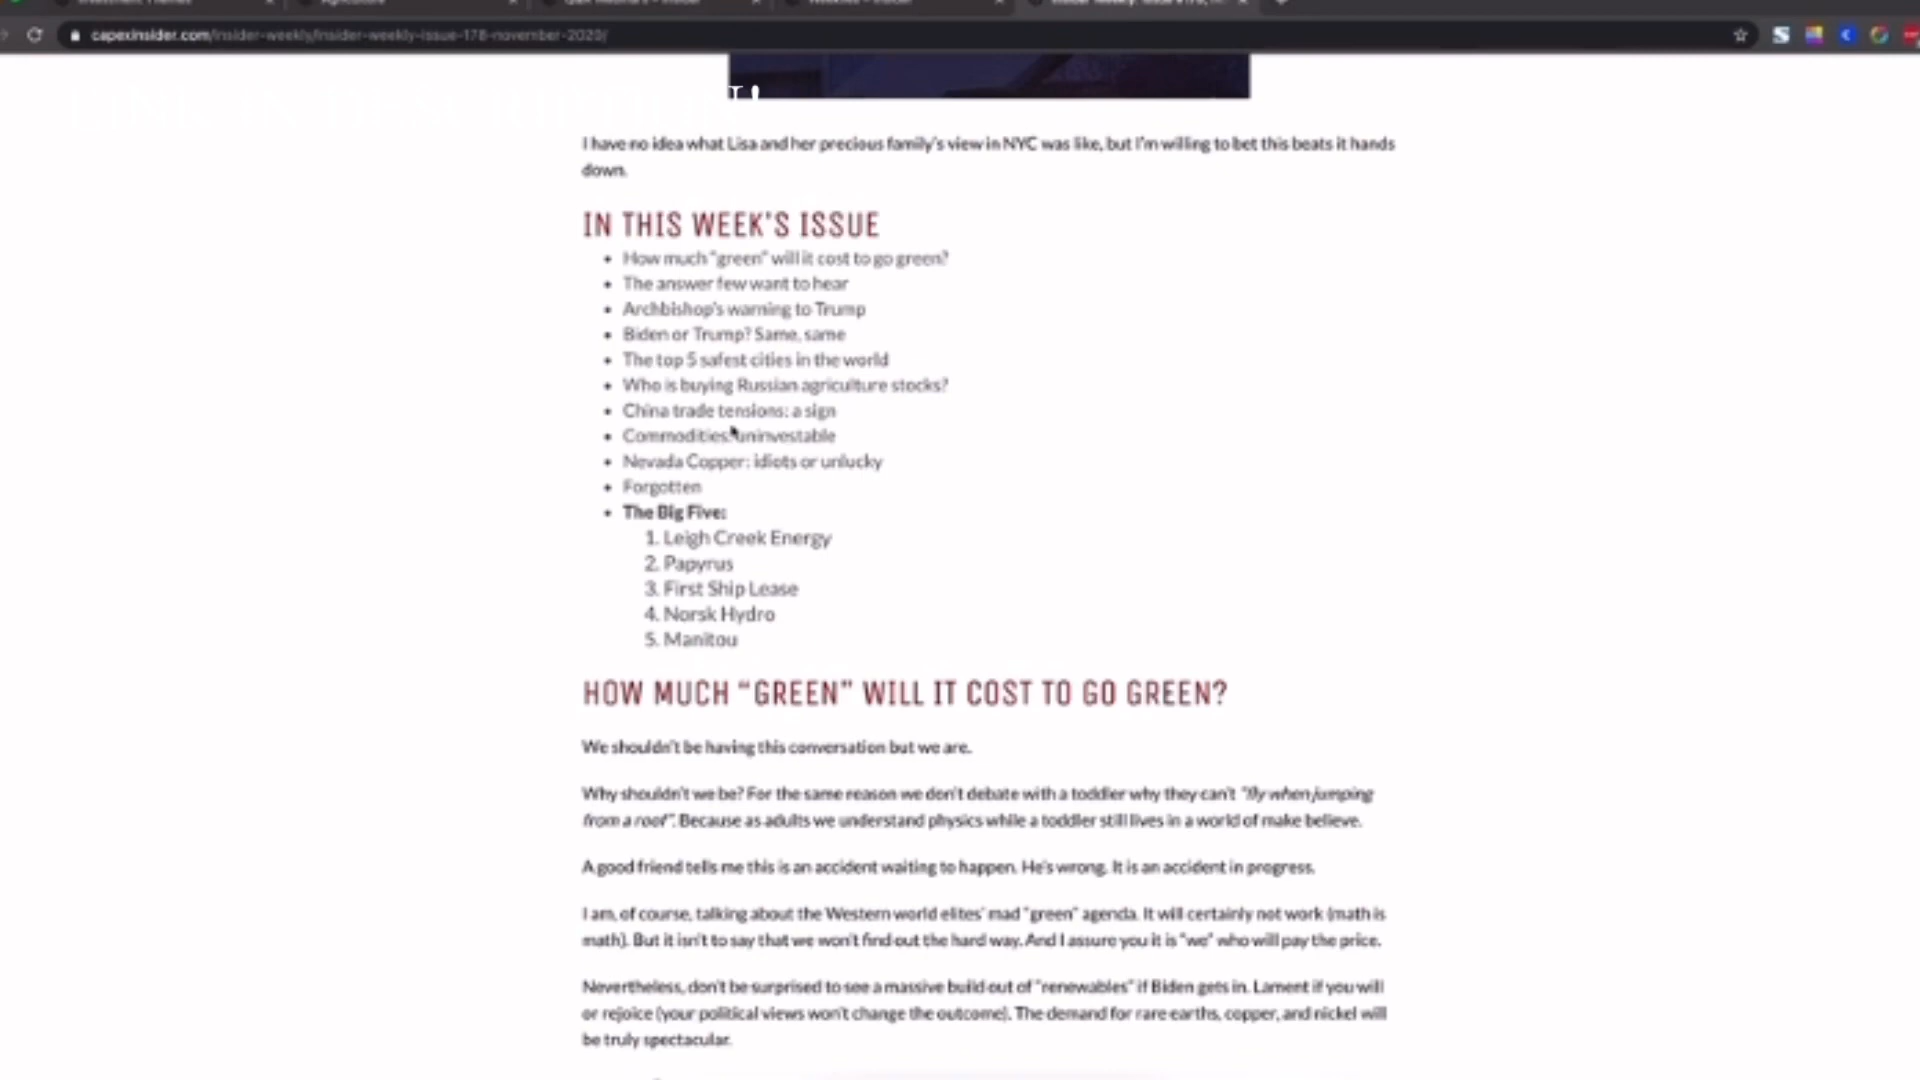 Investment Themes
Agriculture
capexinsider.com/insider-weekly/insider-weekly-issue-178-november-2020/
I have no idea what Lisa and her precious family's view in NYC was like, but I'm willing to bet this beats it hands
down.
IN THIS WEEK'S ISSUE
• How much "green" will it cost to go green?
• The answer few want to hear
• Archbishop's warning to Trump
• Biden or Trump? Same, same
• The top 5 safest cities in the world
• Who is buying Russian agriculture stocks?
• China trade tensions: a sign
• Commodities: uninvestable
• Nevada Copper: idiots or unlucky
• Forgotten
• The Big Five:
1. Leigh Creek Energy
2. Papyrus
3. First Ship Lease
4. Norsk Hydro
5. Manitou
HOW MUCH "GREEN" WILL IT COST TO GO GREEN?
We shouldn't be having this conversation but we are.
Why shouldn't we be? For the same reason we don't debate with a toddler why they can't "fly when jumping
from a roof". Because as adults we understand physics while a toddler still lives in a world of make believe.
A good friend tells me this is an accident waiting to happen. He's wrong. It is an accident in progress.
I am, of course, talking about the Western world elites' mad "green" agenda. It will certainly not work (math is
math). But it isn't to say that we won't find out the hard way. And I assure you it is "we" who will pay the price.
Nevertheless, don't be surprised to see a massive build out of "renewables" if Biden gets in. Lament if you will
or rejoice (your political views won't change the outcome). The demand for rare earths, copper, and nickel will
be truly spectacular.